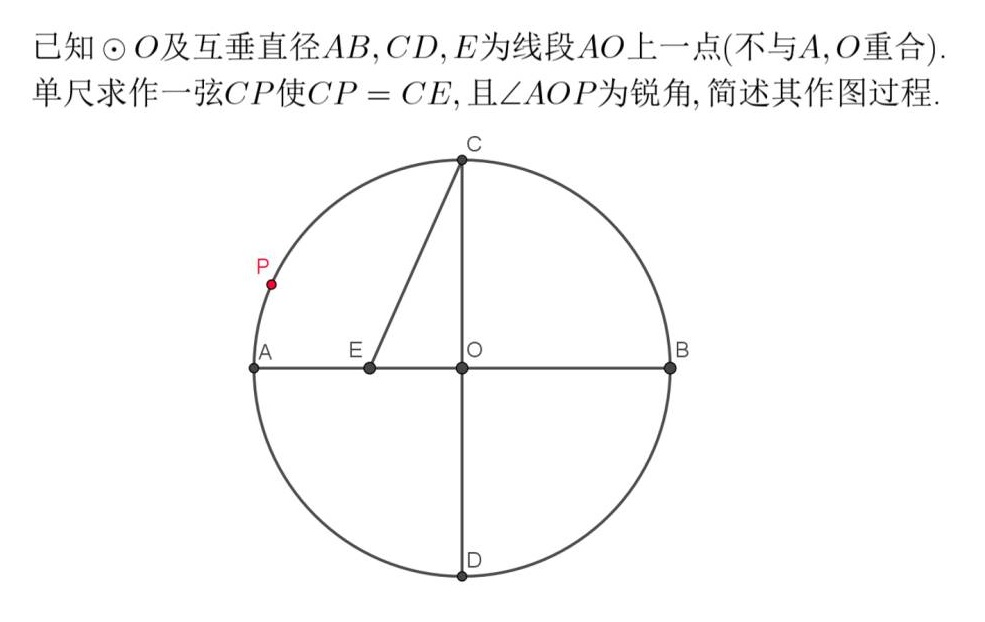 已知⊙O及互垂直径AB,CD,E为线段AO上一点(不与A,O重合).
单尺求作一弦CP使CP = CE,且∠AOP为锐角,简述其作图过程.
C
P
A
E
O
B
D